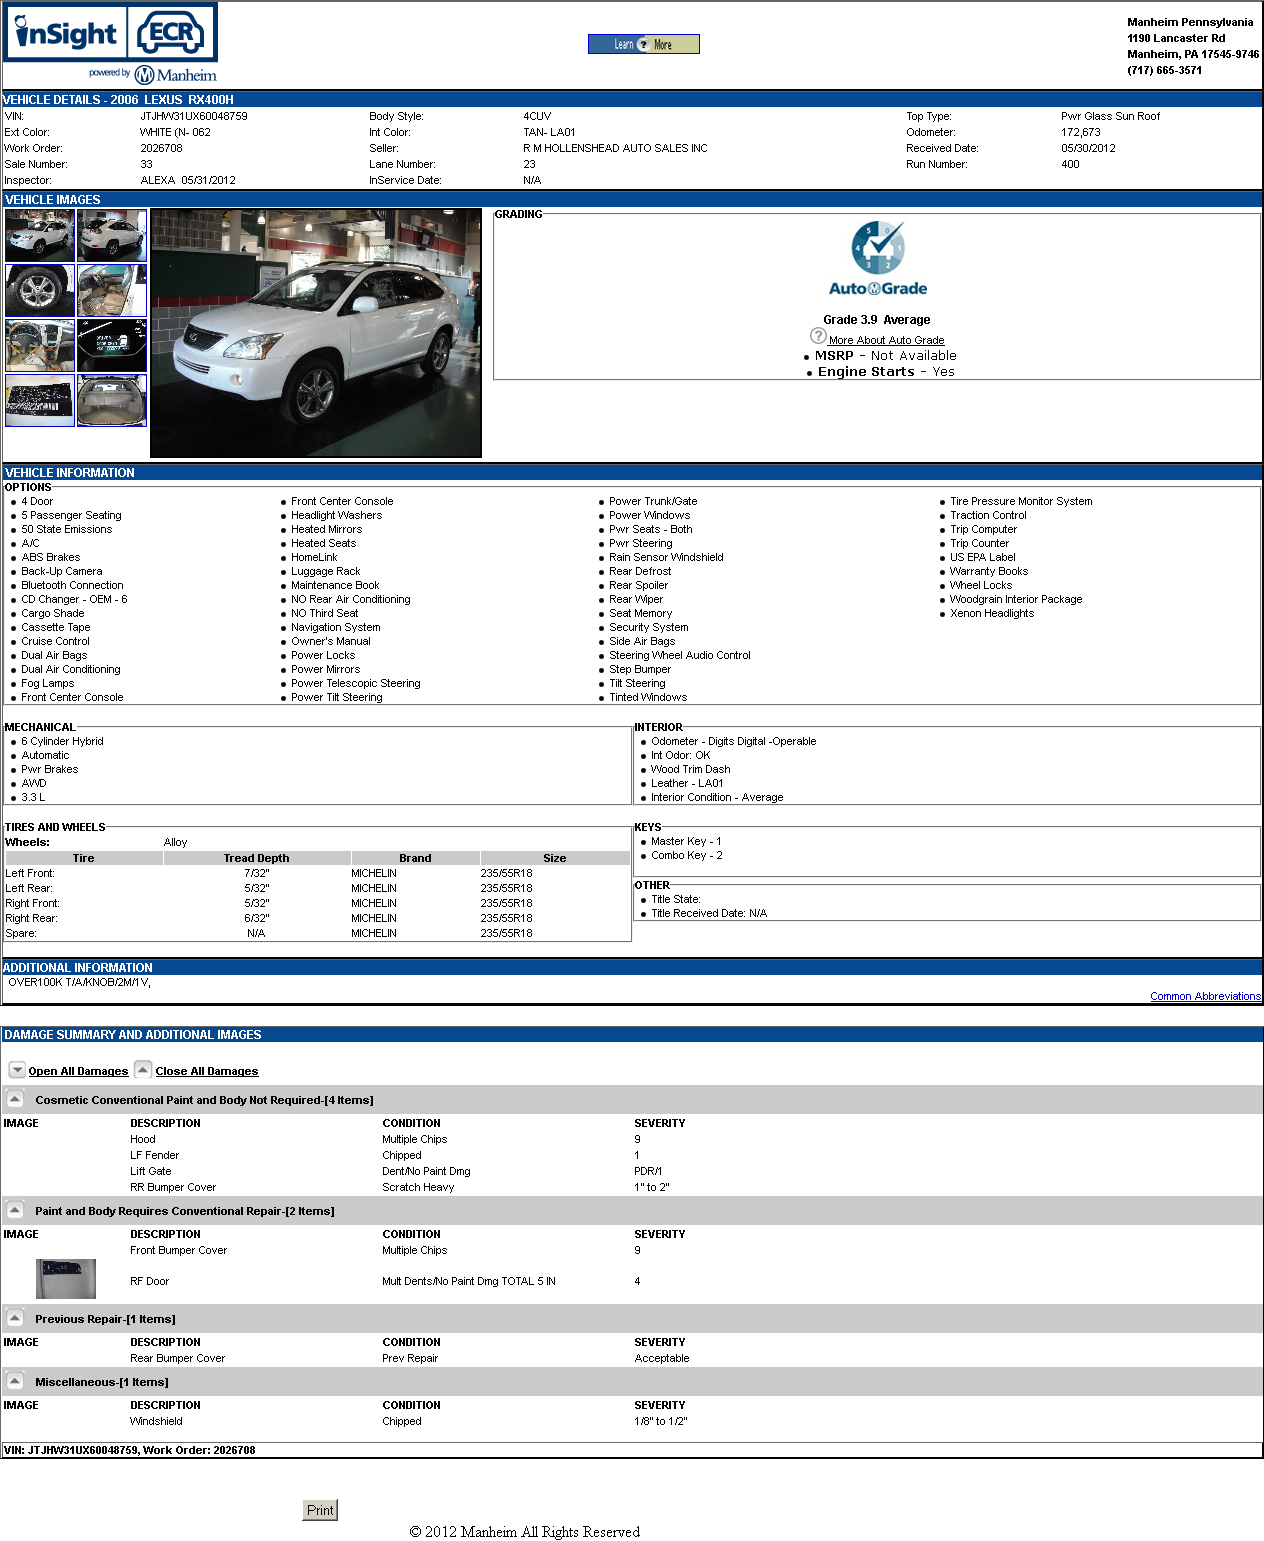 inSight ECR
powered by Manheim
Learn ? More
Manheim Pennsylvania
1190 Lancaster Rd
Manheim, PA 17545-9746
(717) 665-3571
VEHICLE DETAILS - 2006 LEXUS RX400H
VIN: JTJHW31UX60048759 Body Style: 4CUV Top Type: Pwr Glass Sun Roof
Ext Color: WHITE (N- 062 Int Color: TAN- LA01 Odometer: 172,673
Work Order: 2026708 Seller: R M HOLLENSHEAD AUTO SALES INC Received Date: 05/30/2012
Sale Number: 33 Lane Number: 23 Run Number: 400
Inspector: ALEXA 05/31/2012 InService Date: N/A
VEHICLE IMAGES
GRADING
5 4 3 2 1
AutoGrade
Grade 3.9 Average
? More About Auto Grade
MSRP - Not Available
Engine Starts - Yes
VEHICLE INFORMATION
OPTIONS
4 Door Front Center Console Power Trunk/Gate Tire Pressure Monitor System
5 Passenger Seating Headlight Washers Power Windows Traction Control
50 State Emissions Heated Mirrors Pwr Seats - Both Trip Computer
A/C Heated Seats Pwr Steering Trip Counter
ABS Brakes HomeLink Rain Sensor Windshield US EPA Label
Back-Up Camera Luggage Rack Rear Defrost Warranty Books
Bluetooth Connection Maintenance Book Rear Spoiler Wheel Locks
CD Changer - OEM - 6 NO Rear Air Conditioning Rear Wiper Woodgrain Interior Package
Cargo Shade NO Third Seat Seat Memory Xenon Headlights
Cassette Tape Navigation System Security System
Cruise Control Owner's Manual Side Air Bags
Dual Air Bags Power Locks Steering Wheel Audio Control
Dual Air Conditioning Power Mirrors Step Bumper
Fog Lamps Power Telescopic Steering Tilt Steering
Front Center Console Power Tilt Steering Tinted Windows
MECHANICAL
6 Cylinder Hybrid
Automatic
Pwr Brakes
AWD
3.3 L
INTERIOR
Odometer - Digits Digital -Operable
Int Odor: OK
Wood Trim Dash
Leather - LA01
Interior Condition - Average
TIRES AND WHEELS
Wheels: Alloy
Tire Tread Depth Brand Size
Left Front: 7/32" MICHELIN 235/55R18
Left Rear: 5/32" MICHELIN 235/55R18
Right Front: 5/32" MICHELIN 235/55R18
Right Rear: 6/32" MICHELIN 235/55R18
Spare: N/A MICHELIN 235/55R18
KEYS
Master Key - 1
Combo Key - 2
OTHER
Title State:
Title Received Date: N/A
ADDITIONAL INFORMATION
OVER100K T/A/KNOB/2M/1V,
Common Abbreviations
DAMAGE SUMMARY AND ADDITIONAL IMAGES
Open All Damages Close All Damages
Cosmetic Conventional Paint and Body Not Required-[4 Items]
IMAGE DESCRIPTION CONDITION SEVERITY
Hood Multiple Chips 9
LF Fender Chipped 1
Lift Gate Dent/No Paint Dmg PDR/1
RR Bumper Cover Scratch Heavy 1" to 2"
Paint and Body Requires Conventional Repair-[2 Items]
IMAGE DESCRIPTION CONDITION SEVERITY
Front Bumper Cover Multiple Chips 9
RF Door Mult Dents/No Paint Dmg TOTAL 5 IN 4
Previous Repair-[1 Items]
IMAGE DESCRIPTION CONDITION SEVERITY
Rear Bumper Cover Prev Repair Acceptable
Miscellaneous-[1 Items]
IMAGE DESCRIPTION CONDITION SEVERITY
Windshield Chipped 1/8" to 1/2"
VIN: JTJHW31UX60048759, Work Order: 2026708
Print
© 2012 Manheim All Rights Reserved